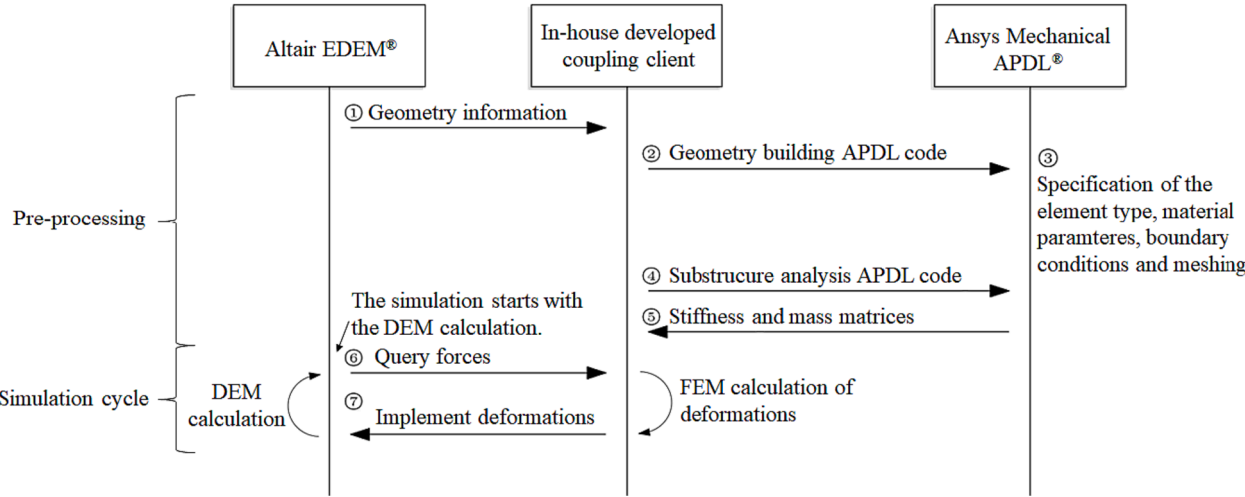 Altair EDEM®
In-house developed
coupling client
Ansys Mechanical
APDL®
① Geometry information
② Geometry building APDL code
③
Specification of the
element type, material
paramteres, boundary
conditions and meshing
Pre-processing
④ Substrucure analysis APDL code
⑤ Stiffness and mass matrices
The simulation starts with
the DEM calculation.
⑥ Query forces
Simulation cycle
DEM
calculation
FEM calculation of
deformations
⑦
Implement deformations